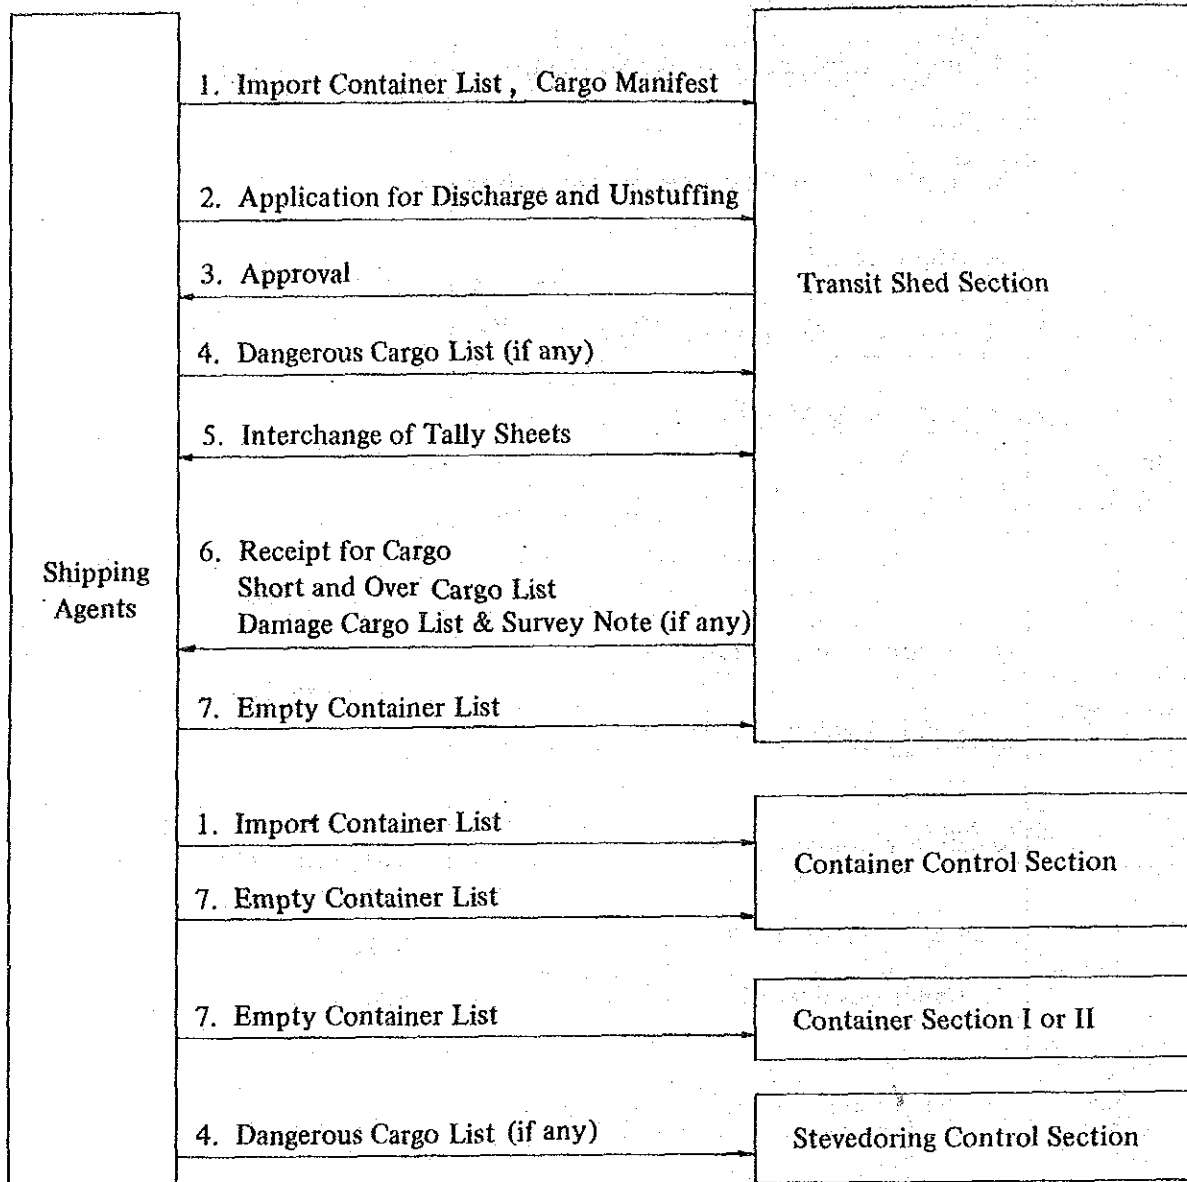 1. Import Container List, Cargo Manifest
2. Application for Discharge and Unstuffing
3. Approval
Transit Shed Section
4. Dangerous Cargo List (if any)
5. Interchange of Tally Sheets
6. Receipt for Cargo
Short and Over Cargo List
Damage Cargo List & Survey Note (if any)
Shipping
Agents
7. Empty Container List
1. Import Container List
Container Control Section
7. Empty Container List
7. Empty Container List
Container Section I or II
4. Dangerous Cargo List (if any)
Stevedoring Control Section